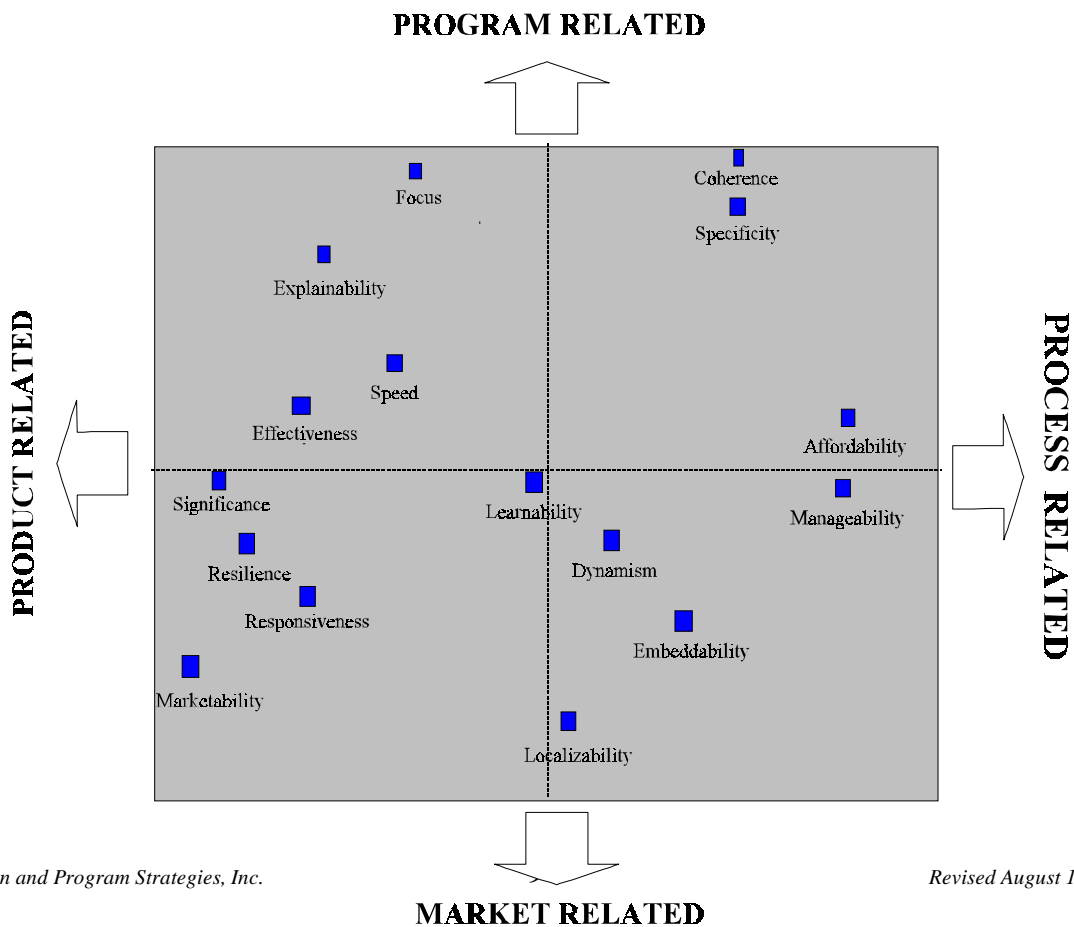 PROGRAM RELATED
Coherence
Focus
Specificity
Explainability
Speed
Effectiveness
Affordability
PRODUCT RELATED
PROCESS RELATED
Significance
Learnability
Manageability
Resilience
Dynamism
Responsiveness
Embeddability
Marketability
Localizability
n and Program Strategies, Inc.
Revised August 1
MARKET RELATED